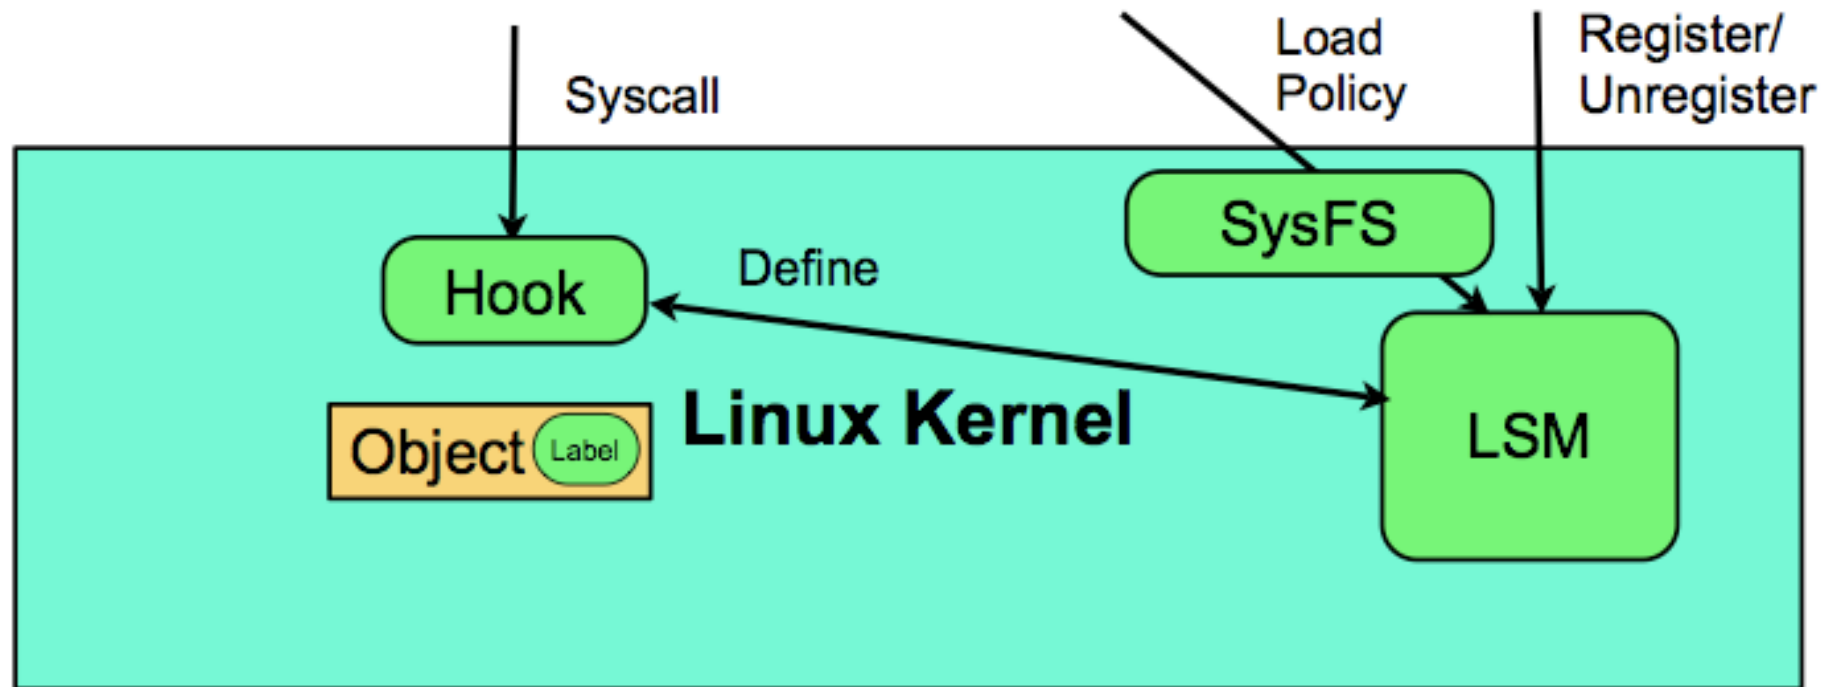 Syscall
Load
Policy
Register/
Unregister
SysFS
Hook
Define
Linux Kernel
Object
Label
LSM